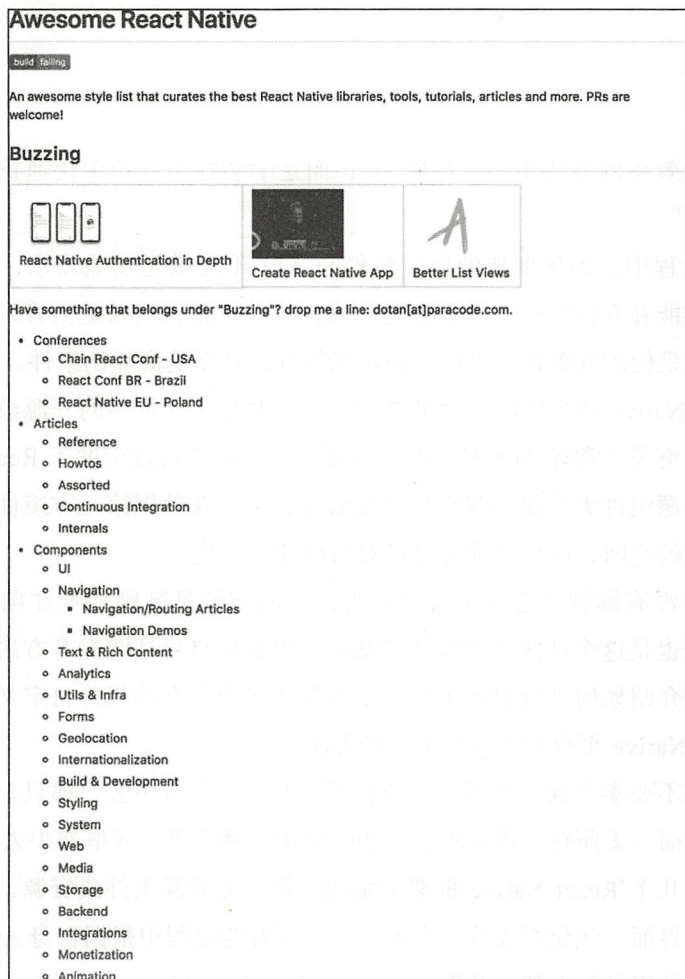 Awesome React Native
build failing
An awesome style list that curates the best React Native libraries, tools, tutorials, articles and more. PRs are
welcome!
Buzzing
React Native Authentication in Depth
Create React Native App
Better List Views
Have something that belongs under "Buzzing"? drop me a line: dotan[at]paracode.com.
Conferences
Chain React Conf - USA
React Conf BR - Brazil
React Native EU - Poland
Articles
Reference
Howtos
Assorted
Continuous Integration
Internals
Components
UI
Navigation
Navigation/Routing Articles
Navigation Demos
Text & Rich Content
Analytics
Utils & Infra
Forms
Geolocation
Internationalization
Build & Development
Styling
System
Web
Media
Storage
Backend
Integrations
Monetization
Animation